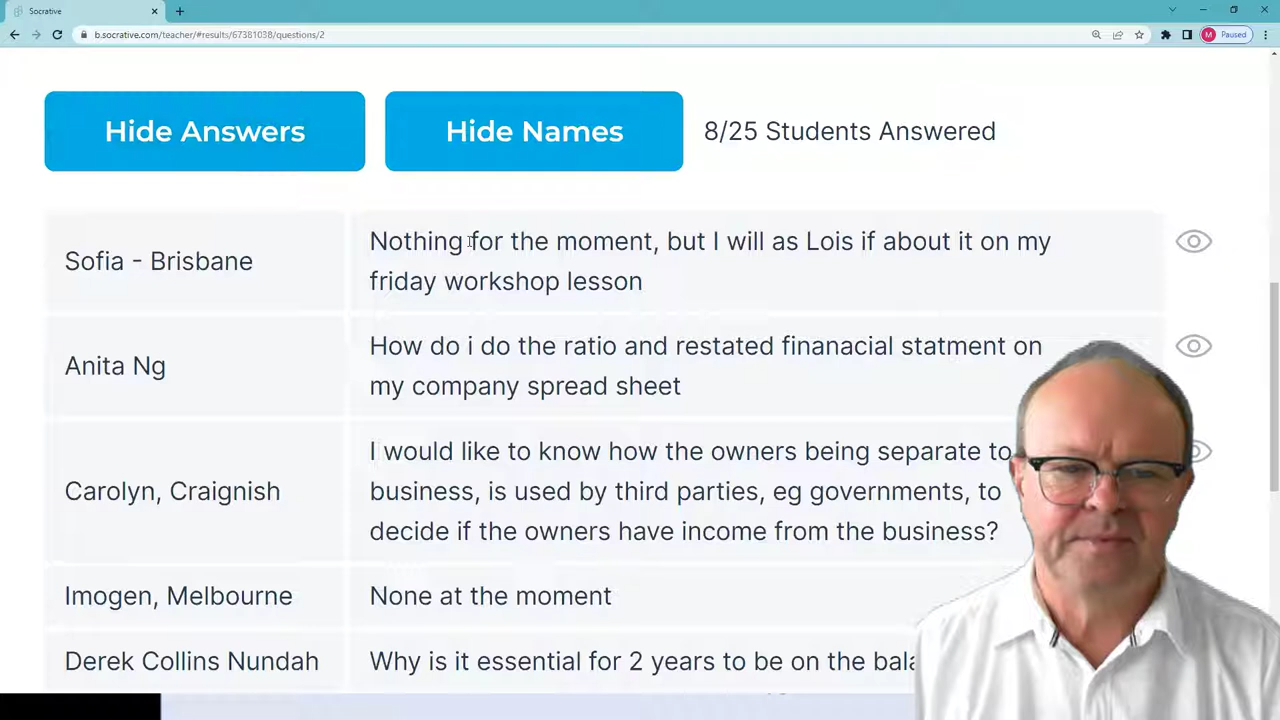 Socrative
b.socrative.com/teacher/#results/67381038/questions/2
M Paused
Hide Answers
Hide Names
8/25 Students Answered
Sofia - Brisbane
Nothing for the moment, but I will as Lois if about it on my
friday workshop lesson
Anita Ng
How do i do the ratio and restated finanacial statment on
my company spread sheet
Carolyn, Craignish
I would like to know how the owners being separate to
business, is used by third parties, eg governments, to
decide if the owners have income from the business?
Imogen, Melbourne
None at the moment
Derek Collins Nundah
Why is it essential for 2 years to be on the